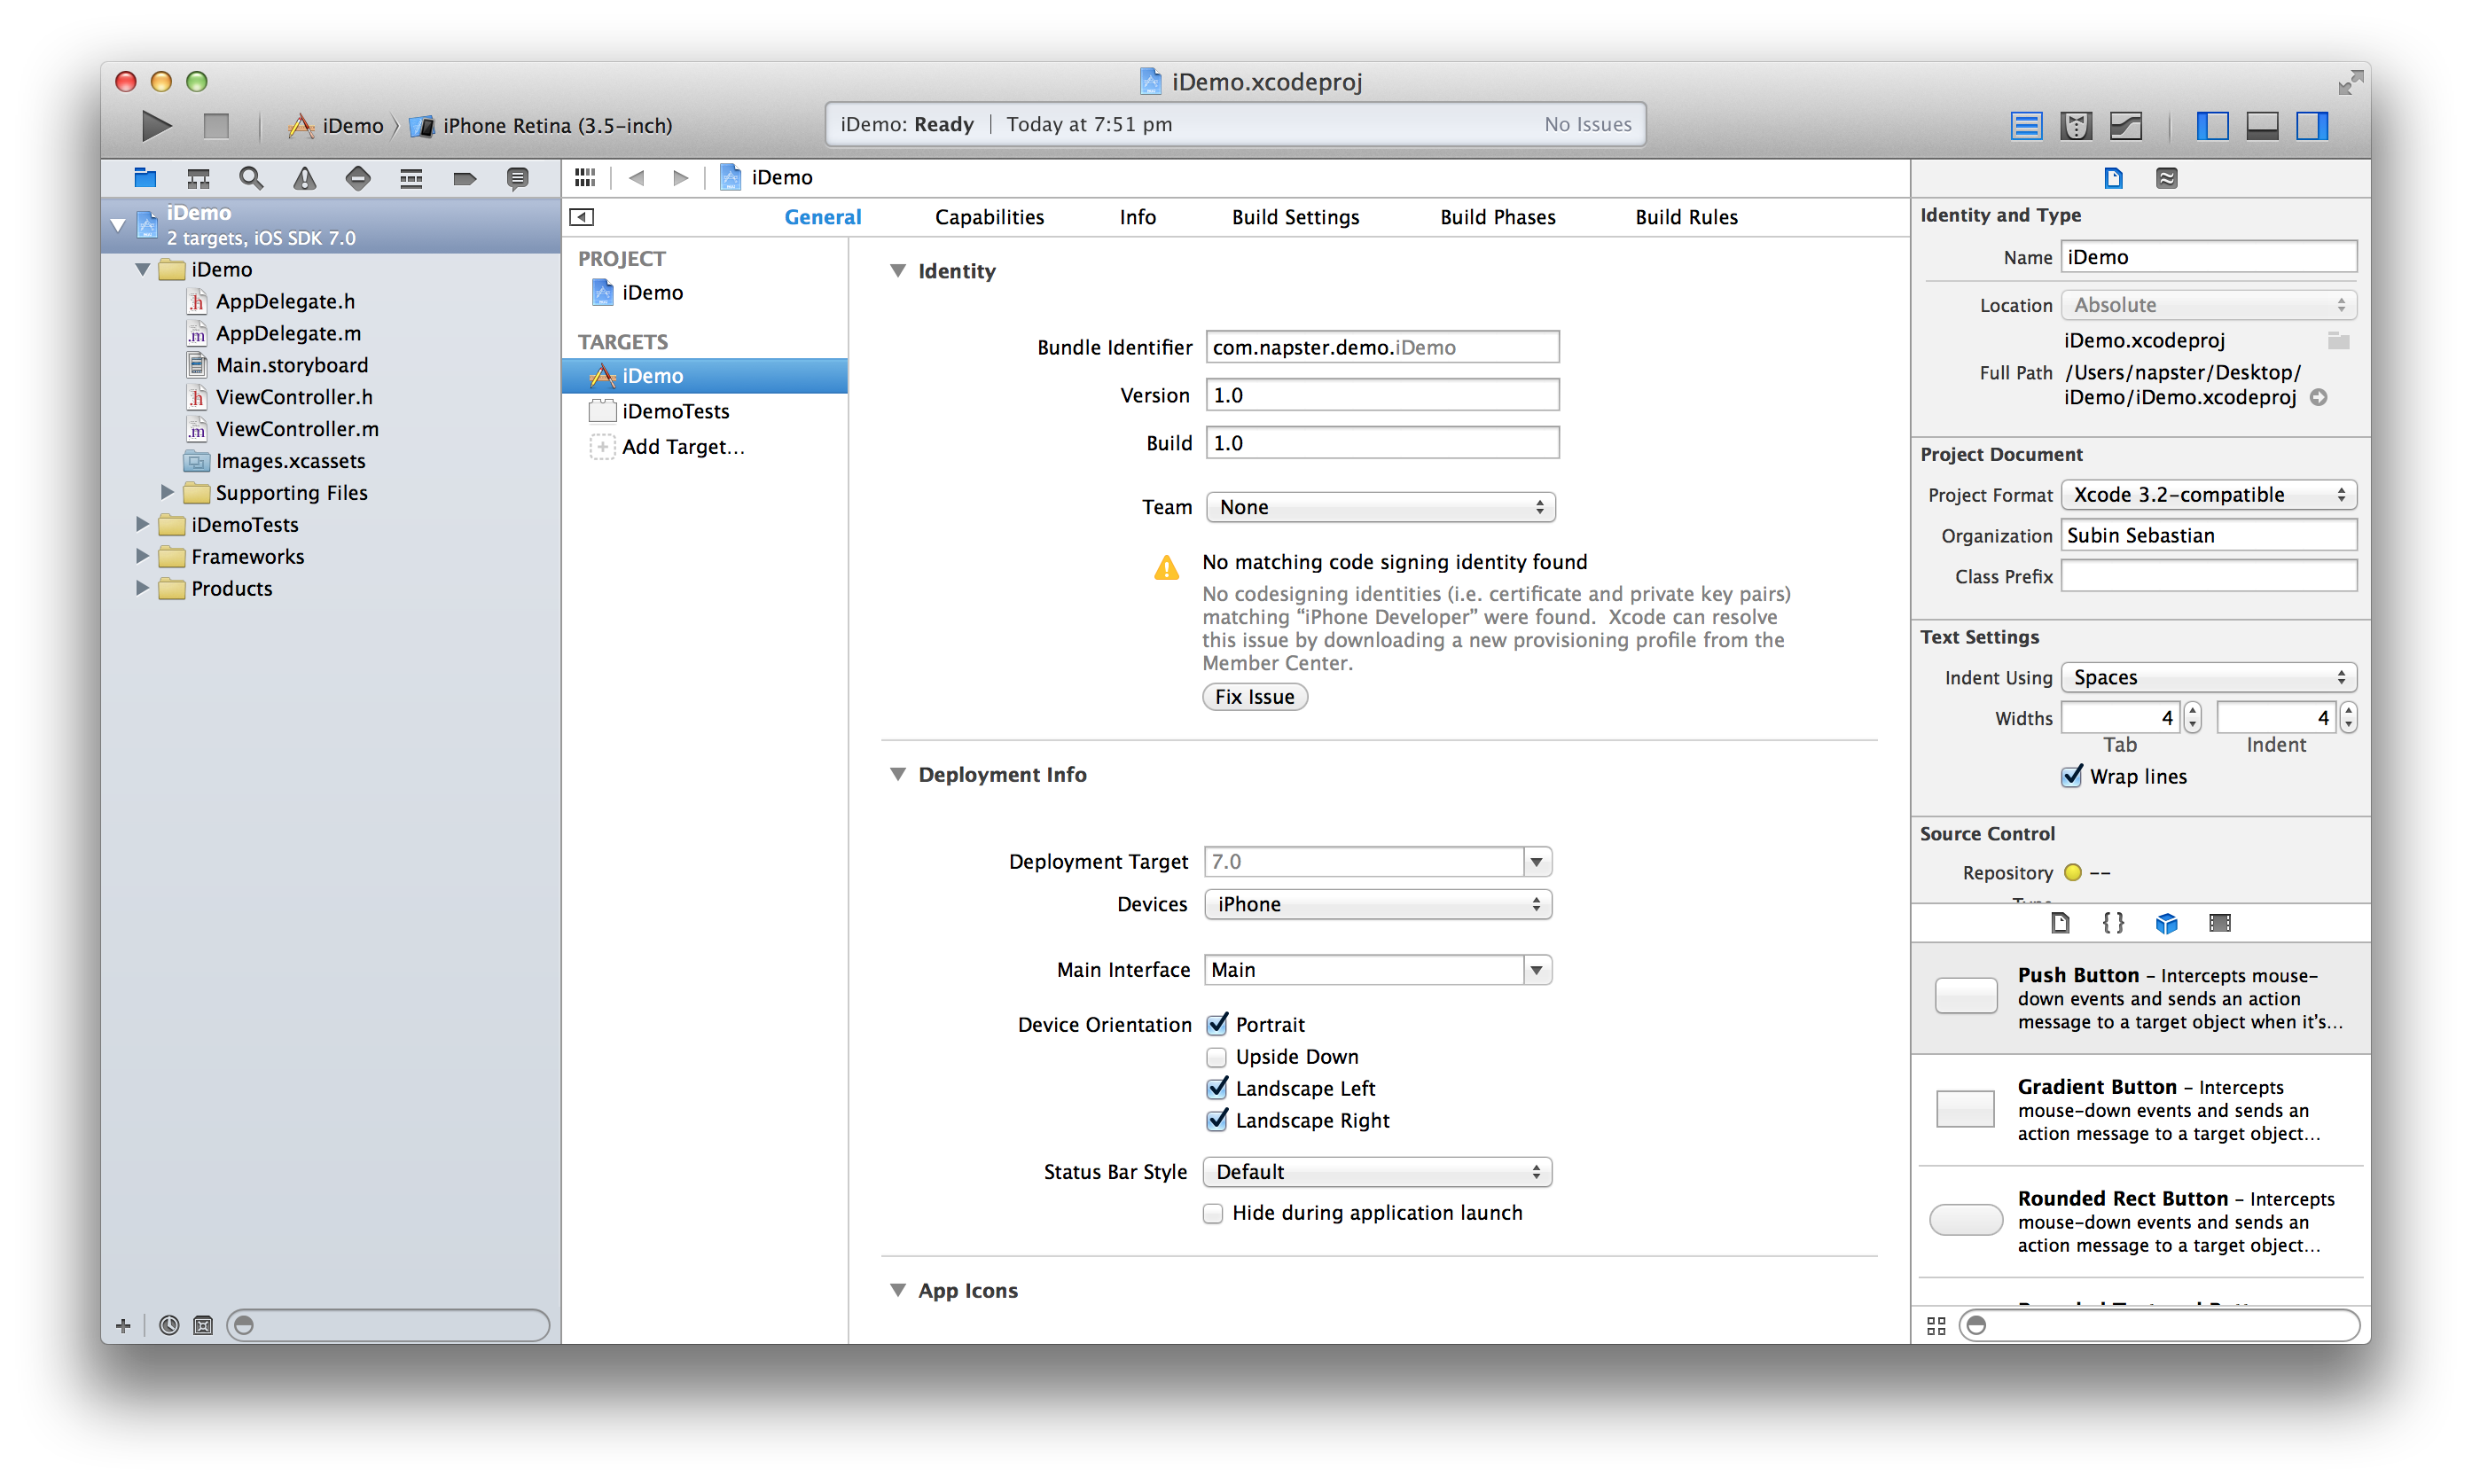 iDemo.xcodeproj
iDemo
iPhone Retina (3.5-inch)
iDemo: Ready
Today at 7:51 pm
No Issues
iDemo
2 targets, iOS SDK 7.0
iDemo
AppDelegate.h
AppDelegate.m
Main.storyboard
ViewController.h
ViewController.m
Images.xcassets
Supporting Files
iDemoTests
Frameworks
Products
iDemo
General
Capabilities
Info
Build Settings
Build Phases
Build Rules
PROJECT
iDemo
TARGETS
iDemo
iDemoTests
Add Target...
Identity
Bundle Identifier com.napster.demo.iDemo
Version 1.0
Build 1.0
Team None
No matching code signing identity found
No codesigning identities (i.e. certificate and private key pairs)
matching “iPhone Developer” were found. Xcode can resolve
this issue by downloading a new provisioning profile from the
Member Center.
Fix Issue
Deployment Info
Deployment Target 7.0
Devices iPhone
Main Interface Main
Device Orientation Portrait
Upside Down
Landscape Left
Landscape Right
Status Bar Style Default
Hide during application launch
App Icons
Identity and Type
Name iDemo
Location Absolute
iDemo.xcodeproj
Full Path /Users/napster/Desktop/
iDemo/iDemo.xcodeproj
Project Document
Project Format Xcode 3.2-compatible
Organization Subin Sebastian
Class Prefix
Text Settings
Indent Using Spaces
Widths 4 4
Tab Indent
Wrap lines
Source Control
Repository --
Push Button - Intercepts mouse-
down events and sends an action
message to a target object when it's...
Gradient Button - Intercepts
mouse-down events and sends an
action message to a target object...
Rounded Rect Button - Intercepts
mouse-down events and sends an
action message to a target object...